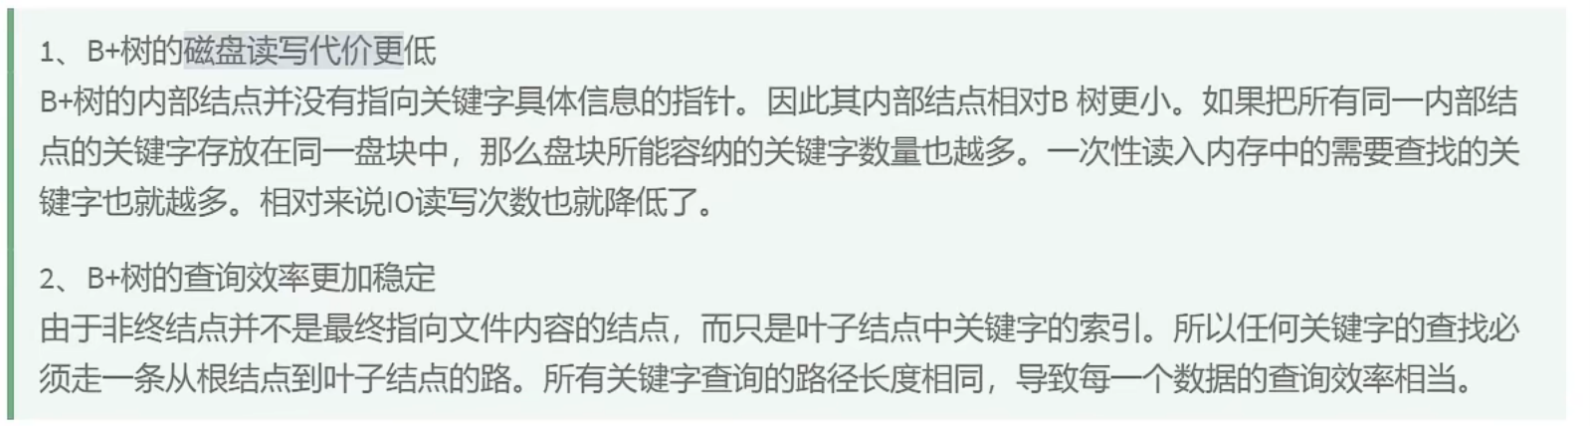 1、B+树的磁盘读写代价更低
B+树的内部结点并没有指向关键字具体信息的指针。因此其内部结点相对B 树更小。如果把所有同一内部结
点的关键字存放在同一盘块中，那么盘块所能容纳的关键字数量也越多。一次性读入内存中的需要查找的关
键字也就越多。相对来说IO读写次数也就降低了。
2、B+树的查询效率更加稳定
由于非终结点并不是最终指向文件内容的结点，而只是叶子结点中关键字的索引。所以任何关键字的查找必
须走一条从根结点到叶子结点的路。所有关键字查询的路径长度相同，导致每一个数据的查询效率相当。